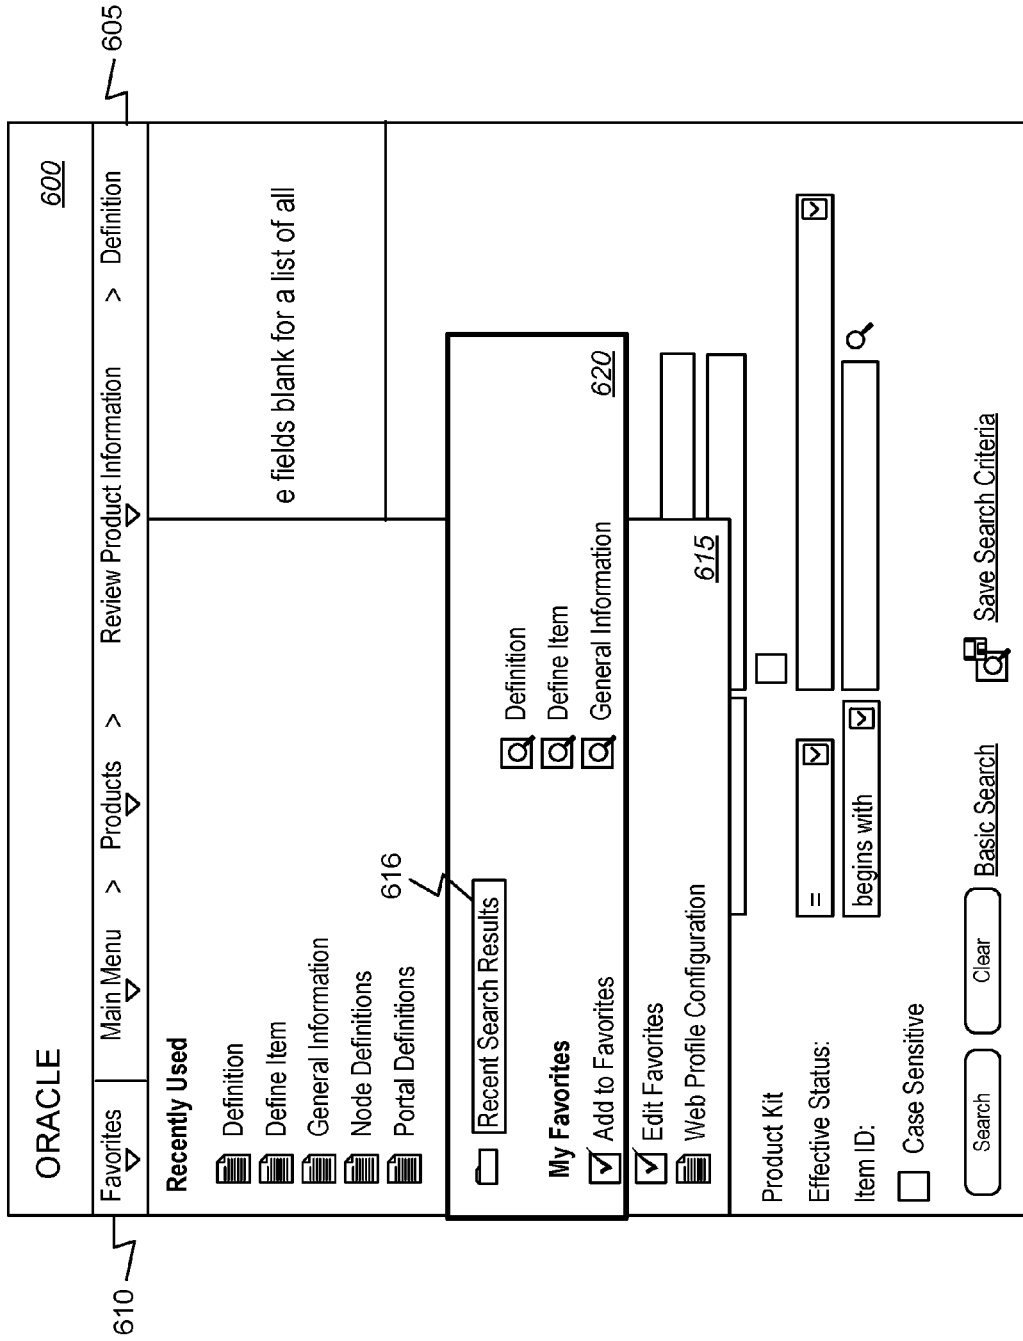 ORACLE
600
605
610
Favorites Main Menu > Products > Review Product Information > Definition
Recently Used
Definition
Define Item
General Information
Node Definitions
Portal Definitions
e fields blank for a list of all
616
Recent Search Results
Definition
Define Item
General Information
620
My Favorites
Add to Favorites
Edit Favorites
Web Profile Configuration
615
Product Kit
Effective Status:
=
Item ID:
begins with
Case Sensitive
Search
Clear
Basic Search
Save Search Criteria